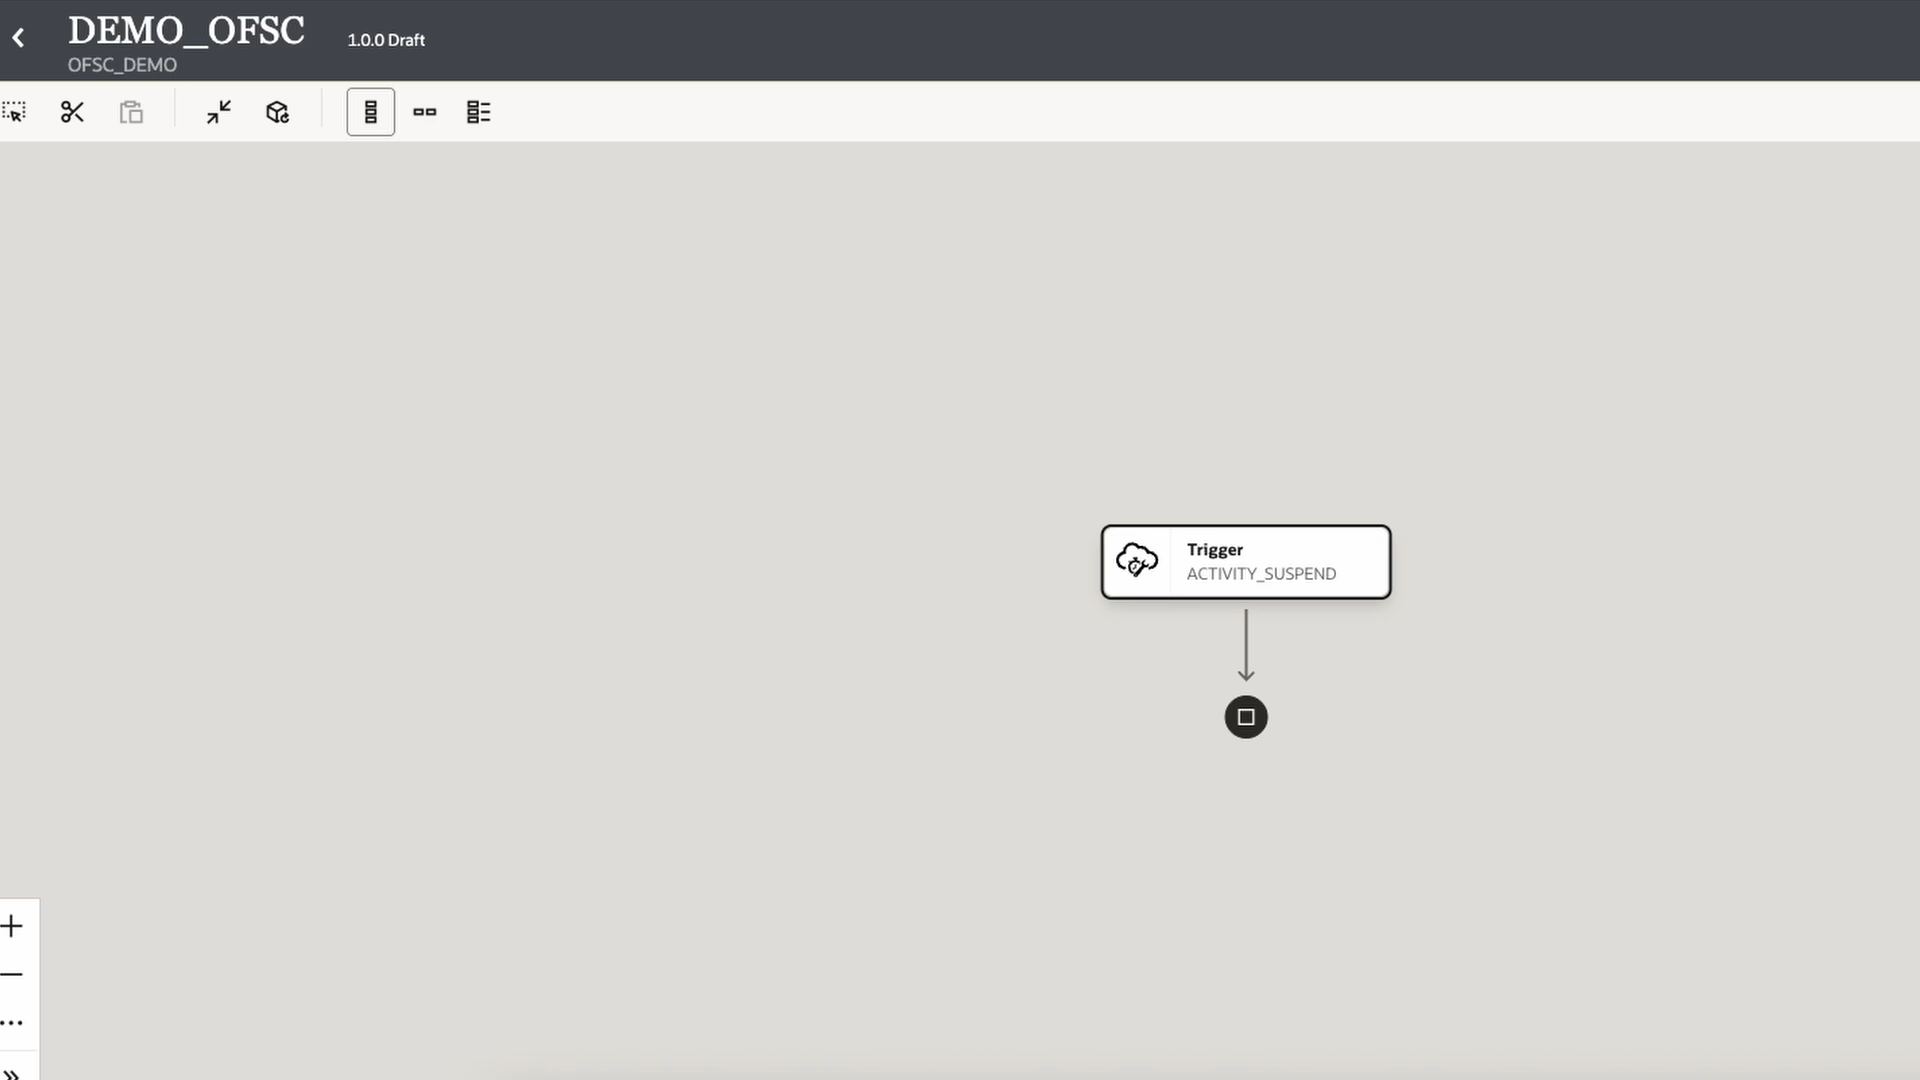 DEMO_OFSC
1.0.0 Draft
OFSC_DEMO
Trigger
ACTIVITY_SUSPEND